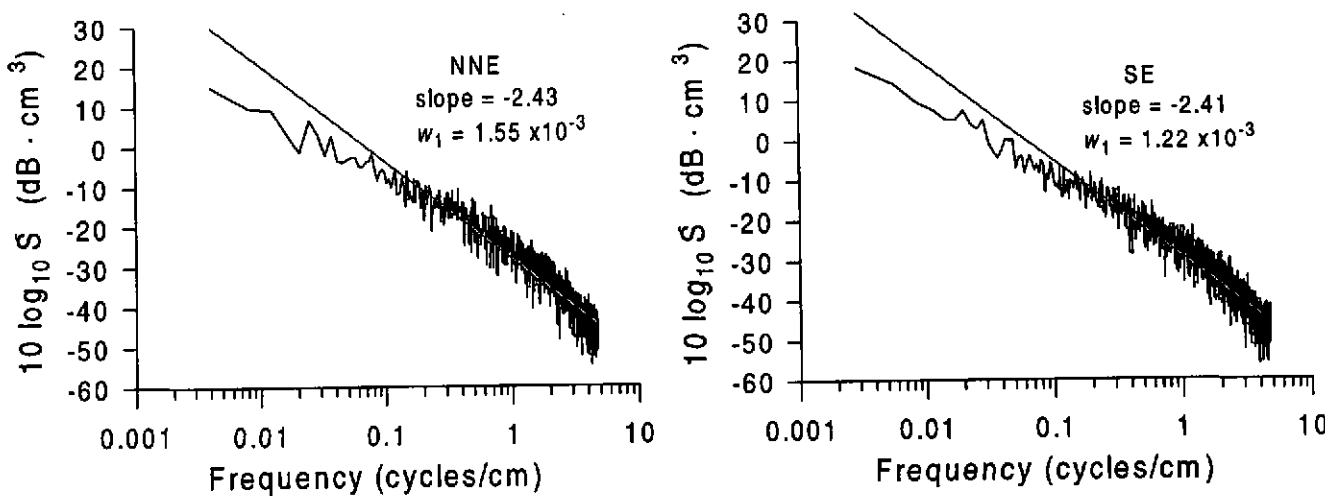 30
20
10
0
-10
-20
-30
-40
-50
-60
10 log₁₀ S (dB · cm ³)
NNE
slope = -2.43
w₁ = 1.55 x10⁻³
0.001 0.01 0.1 1 10
Frequency (cycles/cm)
30
20
10
0
-10
-20
-30
-40
-50
-60
10 log₁₀ S (dB · cm ³)
SE
slope = -2.41
w₁ = 1.22 x10⁻³
0.001 0.01 0.1 1 10
Frequency (cycles/cm)